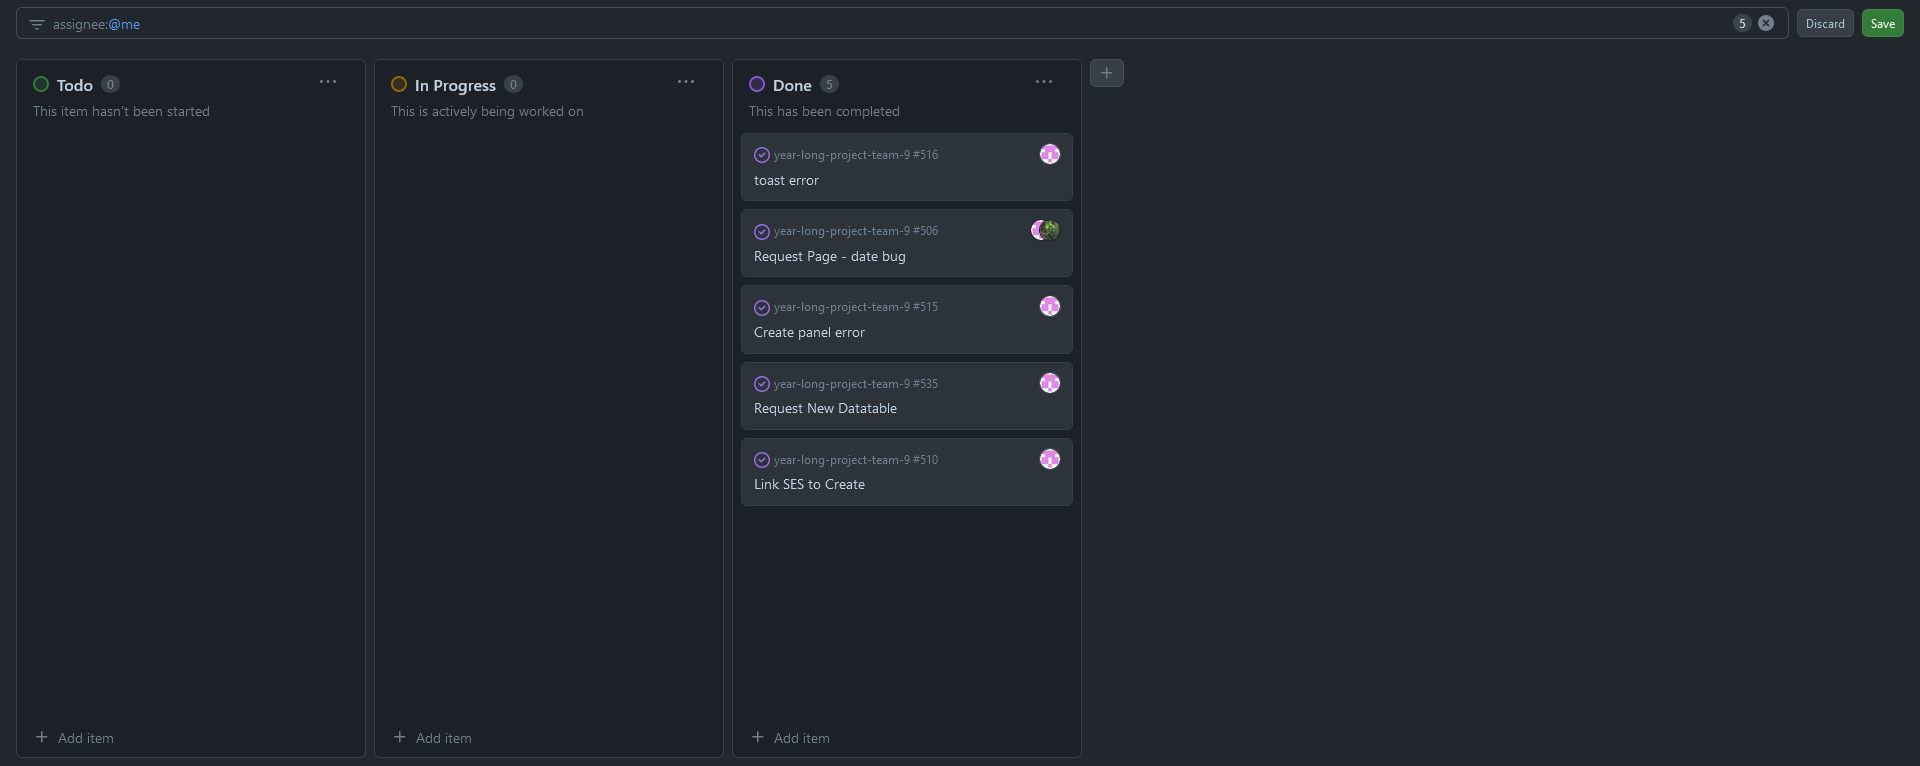 assignee:@me
5
Discard
Save
Todo 0
This item hasn't been started
Add item
In Progress 0
This is actively being worked on
Add item
Done 5
This has been completed
year-long-project-team-9 #516
toast error
year-long-project-team-9 #506
Request Page - date bug
year-long-project-team-9 #515
Create panel error
year-long-project-team-9 #535
Request New Datatable
year-long-project-team-9 #510
Link SES to Create
Add item